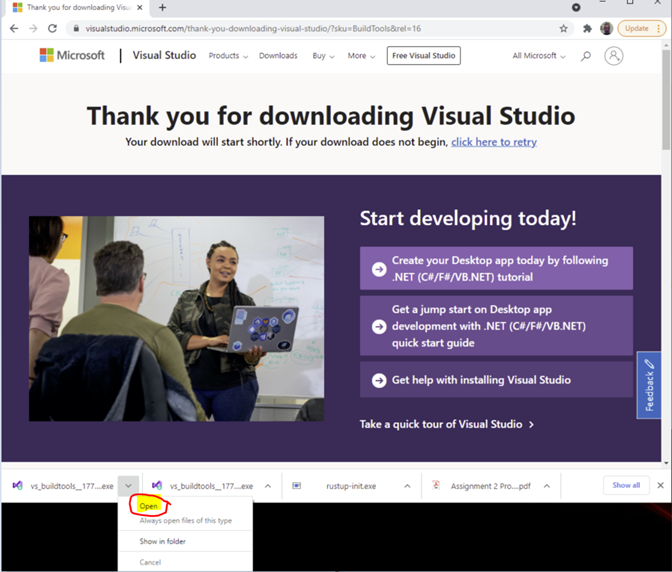 Thank you for downloading Visual
visualstudio.microsoft.com/thank-you-downloading-visual-studio/?sku=BuildTools&rel=16
Update
Microsoft
Visual Studio
Products
Downloads
Buy
More
Free Visual Studio
All Microsoft
Thank you for downloading Visual Studio
Your download will start shortly. If your download does not begin, click here to retry
Start developing today!
Create your Desktop app today by following
.NET (C#/F#/VB.NET) tutorial
Get a jump start on Desktop app
development with .NET (C#/F#/VB.NET)
quick start guide
Get help with installing Visual Studio
Take a quick tour of Visual Studio
Feedback
vs_buildtools__177....exe
vs_buildtools__177....exe
rustup-init.exe
Assignment 2 Pro....pdf
Show all
Open
Always open files of this type
Show in folder
Cancel